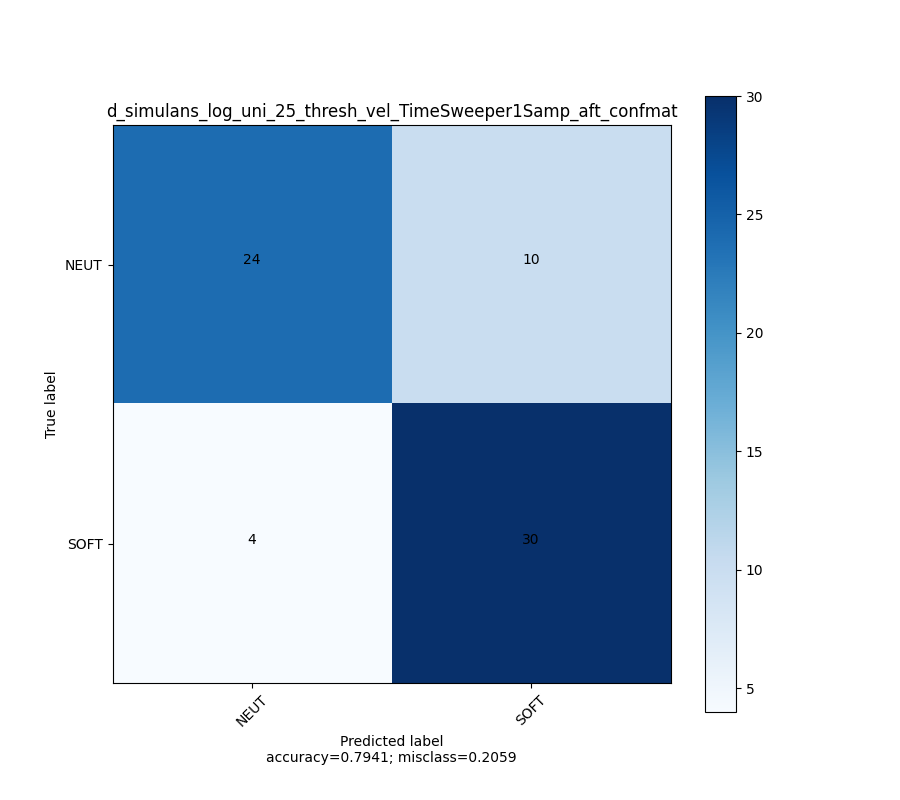 d_simulans_log_uni_25_thresh_vel_TimeSweeper1Samp_aft_confmat
30
25
20
15
10
5
True label
NEUT
24
10
SOFT
4
30
NEUT
SOFT
Predicted label
accuracy=0.7941; misclass=0.2059